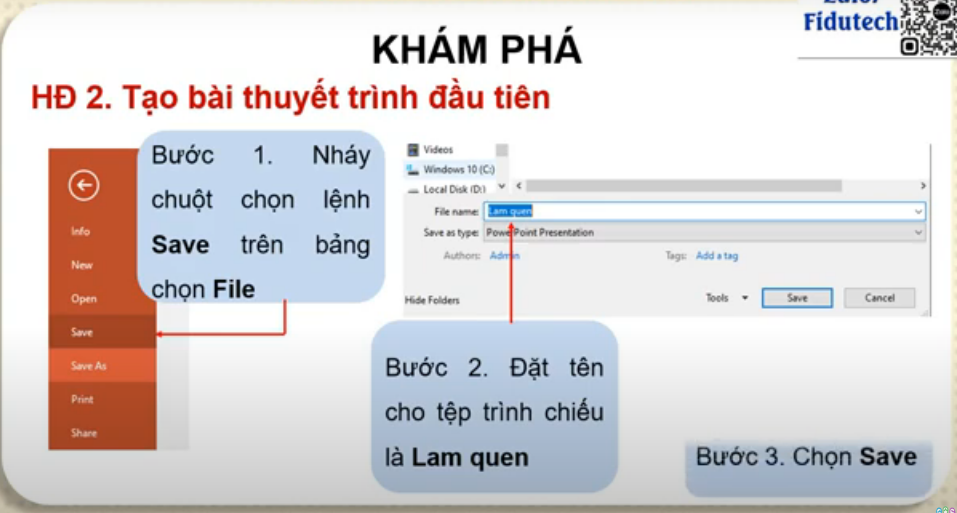 Fidutech
KHÁM PHÁ
HĐ 2. Tạo bài thuyết trình đầu tiên
Bước 1. Nháy
chuột chọn lệnh
Save trên bảng
chọn File
Info
New
Open
Save
Save As
Print
Share
Videos
Windows 10 (C:)
Local Disk (D:)
File name: Lam quen
Save as type: PowerPoint Presentation
Authors: Admin
Tags: Add a tag
Hide Folders
Tools
Save
Cancel
Bước 2. Đặt tên
cho tệp trình chiếu
là Lam quen
Bước 3. Chọn Save